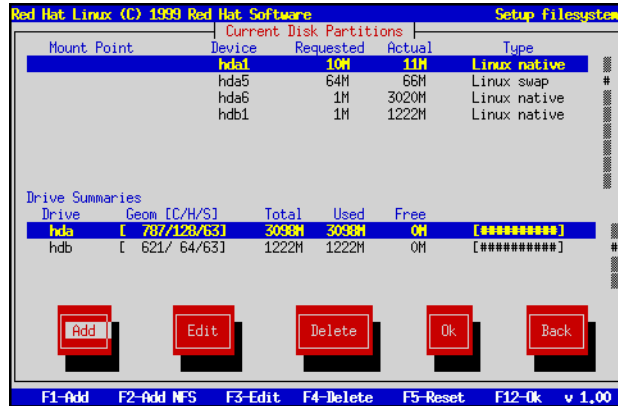 Red Hat Linux (C) 1999 Red Hat Software Setup filesystem
Current Disk Partitions
Mount Point Device Requested Actual Type
hda1 10M 11M Linux native
hda5 64M 66M Linux swap #
hda6 1M 3020M Linux native
hdb1 1M 1222M Linux native
Drive Summaries
Drive Geom [C/H/S] Total Used Free
hda [ 787/128/63] 3098M 3098M 0M [##########]
hdb [ 621/ 64/63] 1222M 1222M 0M [##########] #
Add Edit Delete Ok Back
F1-Add F2-Add NFS F3-Edit F4-Delete F5-Reset F12-Ok v 1.00